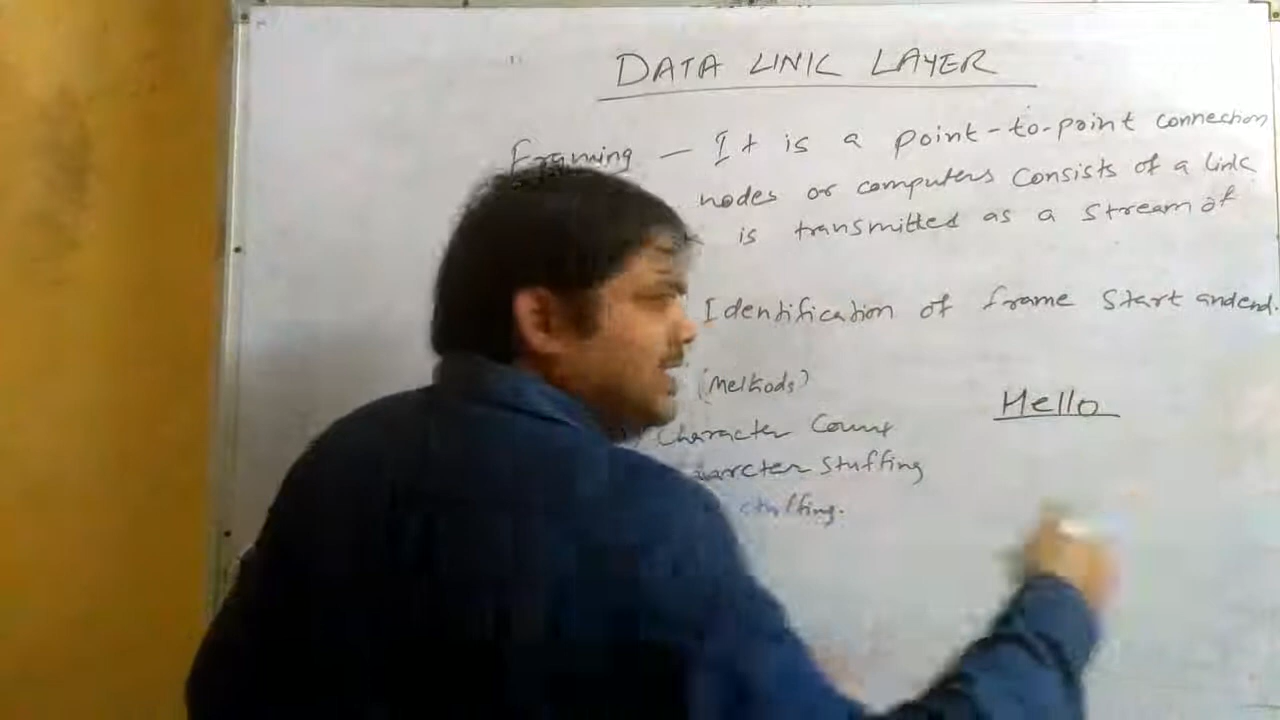 DATA LINK LAYER
Framing — It is a point-to-point connection
nodes or computers consists of a link
is transmitted as a stream of
Identification of frame start and end.
(Methods)
Hello
Character Count
stuffing
stuffing.